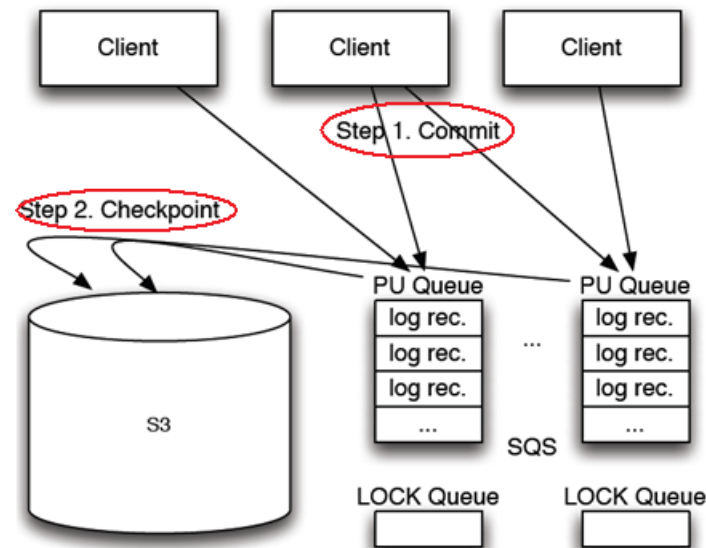 Client
Client
Client
Step 1. Commit
Step 2. Checkpoint
PU Queue
PU Queue
log rec.
log rec.
log rec.
...
...
log rec.
log rec.
log rec.
...
S3
SQS
LOCK Queue
LOCK Queue